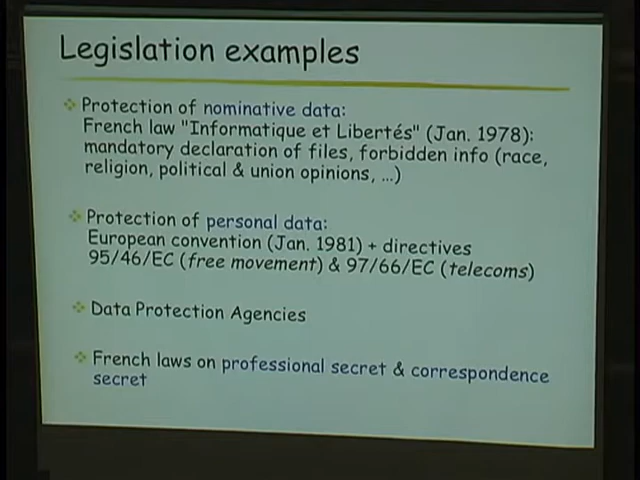 Legislation examples
Protection of nominative data:
French law "Informatique et Libertés" (Jan. 1978):
mandatory declaration of files, forbidden info (race,
religion, political & union opinions, ...)
Protection of personal data:
European convention (Jan. 1981) + directives
95/46/EC (free movement) & 97/66/EC (telecoms)
Data Protection Agencies
French laws on professional secret & correspondence
secret